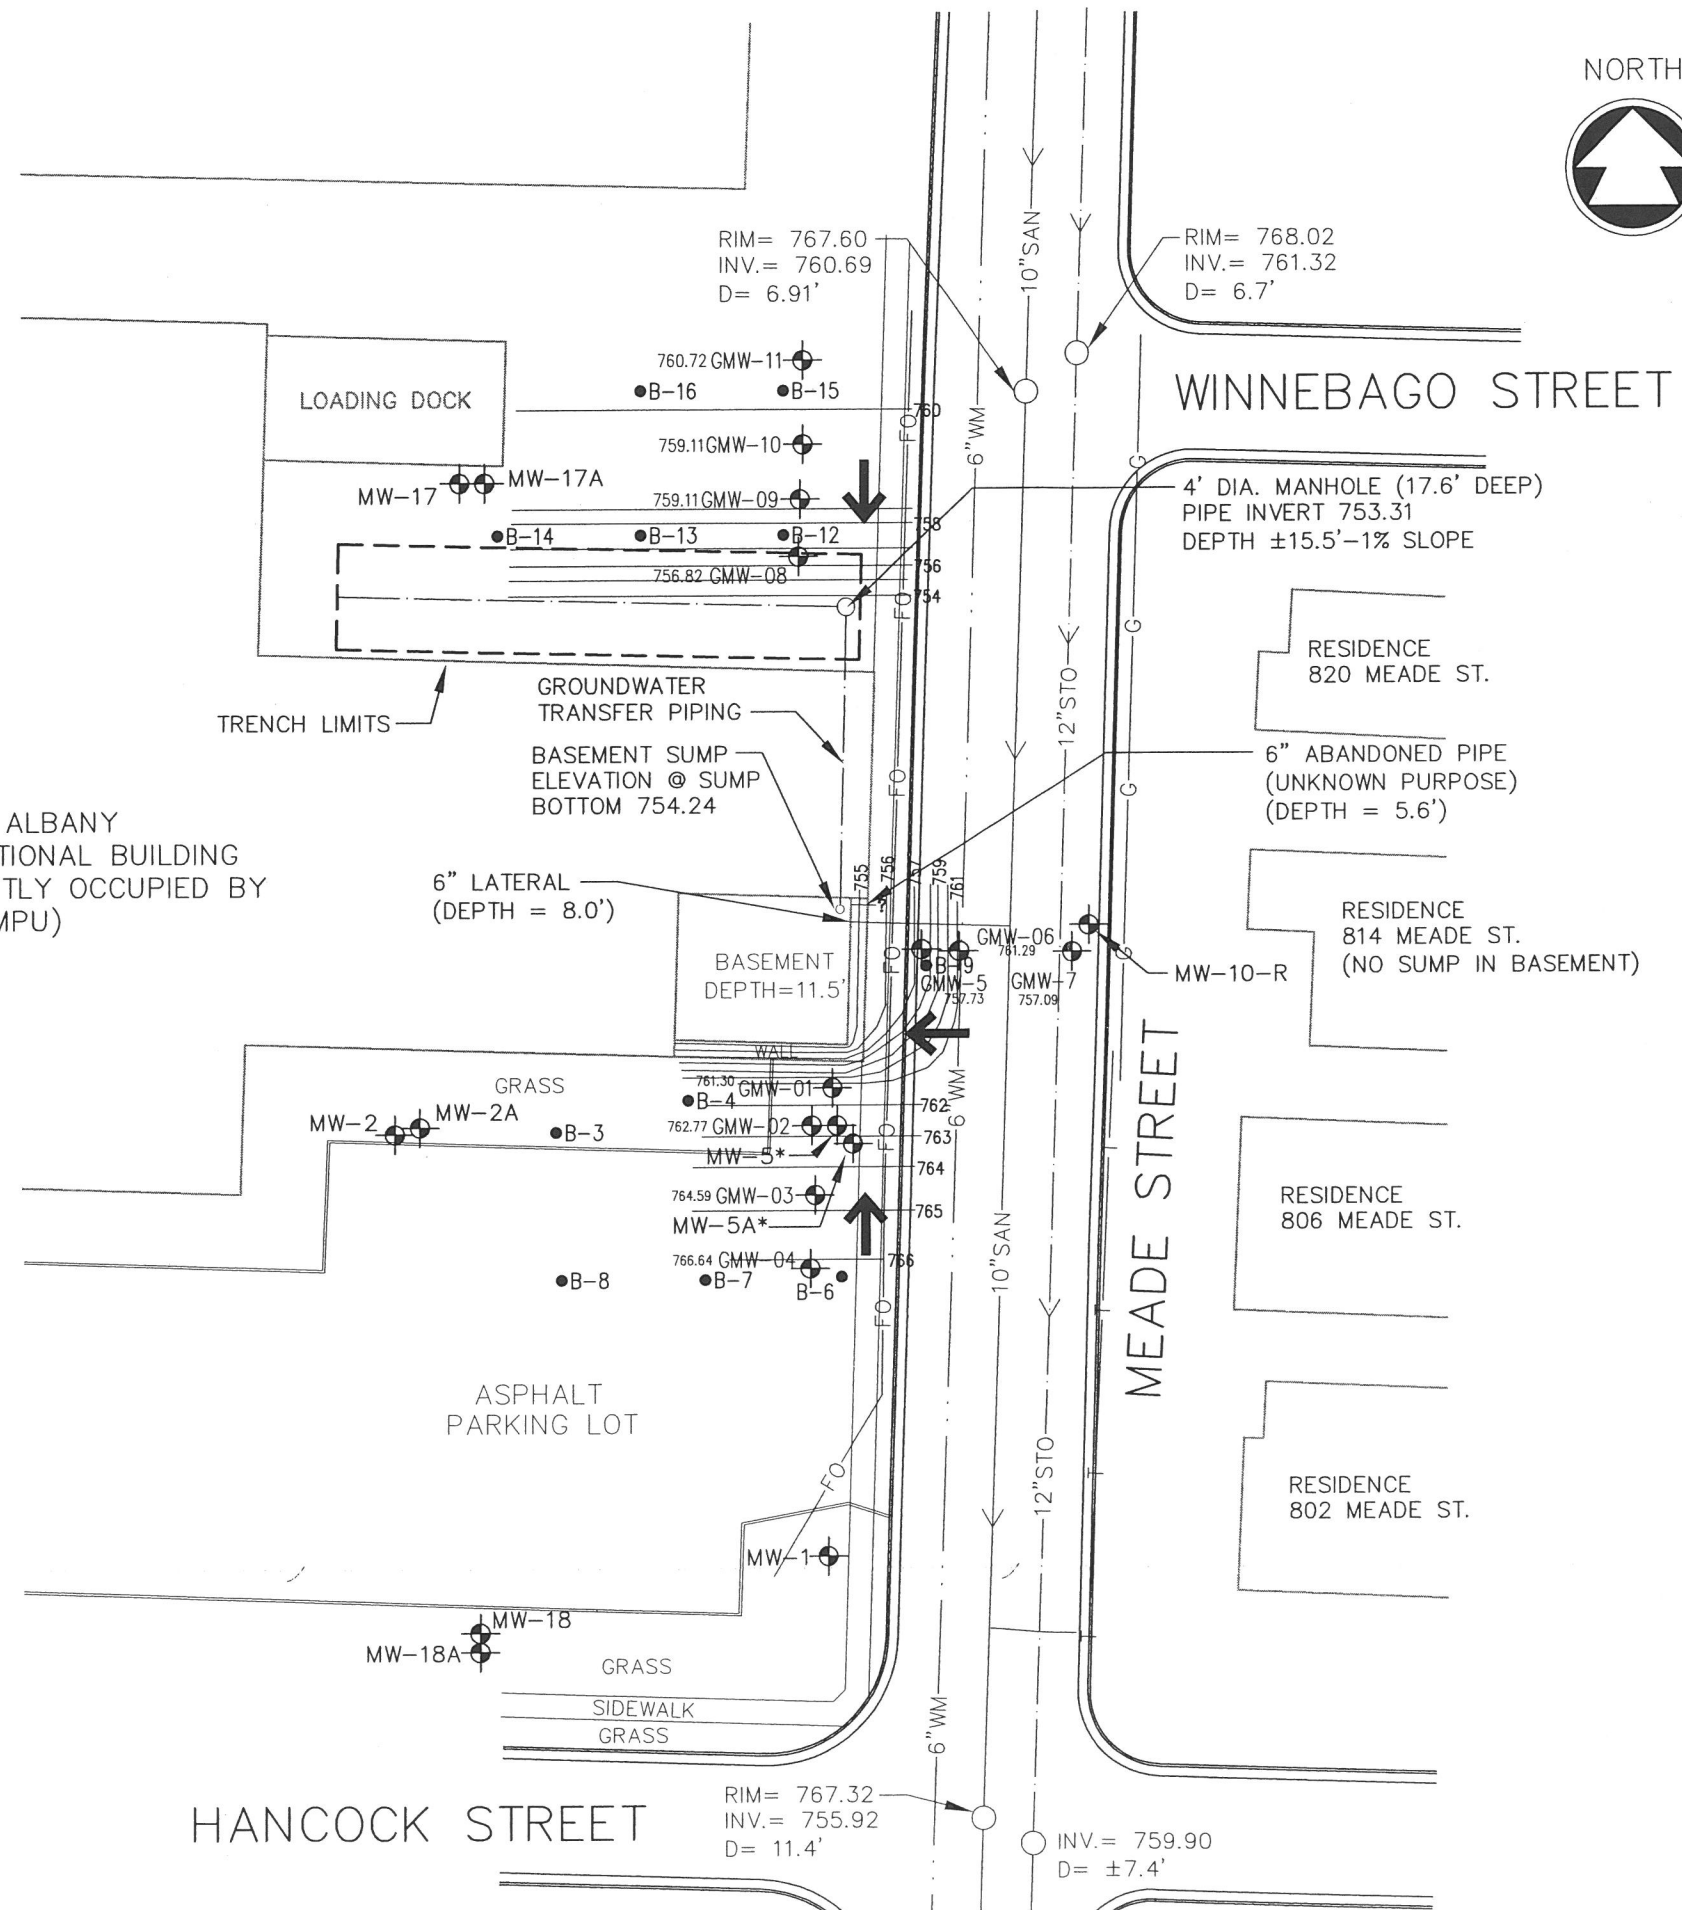 NORTH
RIM= 767.60
INV.= 760.69
D= 6.91'
10"SAN
RIM= 768.02
INV.= 761.32
D= 6.7'
760.72 GMW-11
B-16
B-15
LOADING DOCK
WINNEBAGO STREET
760
FO
6"WM
759.11 GMW-10
G
MW-17
MW-17A
759.11 GMW-09
4' DIA. MANHOLE (17.6' DEEP)
PIPE INVERT 753.31
DEPTH ±15.5'-1% SLOPE
758
B-14
B-13
B-12
756
756.82 GMW-08
754
FO
G
RESIDENCE
820 MEADE ST.
GROUNDWATER
TRANSFER PIPING
TRENCH LIMITS
12"STO
BASEMENT SUMP
ELEVATION @ SUMP
BOTTOM 754.24
6" ABANDONED PIPE
(UNKNOWN PURPOSE)
(DEPTH = 5.6')
FO
G
ALBANY
TIONAL BUILDING
TLY OCCUPIED BY
MPU)
6" LATERAL
(DEPTH = 8.0')
755
756
757
759
761
?
RESIDENCE
814 MEADE ST.
(NO SUMP IN BASEMENT)
GMW-06
761.29
BASEMENT
DEPTH=11.5'
FO
B-9
GMW-5
757.73
GMW-7
757.09
G
MW-10-R
WALL
GRASS
761.30 GMW-01
B-4
762
6"WM
MW-2
MW-2A
B-3
762.77 GMW-02
763
FO
MW-5*
764
764.59 GMW-03
765
MW-5A*
RESIDENCE
806 MEADE ST.
MEADE STREET
10"SAN
766.64 GMW-04
766
B-8
B-7
B-6
FO
ASPHALT
PARKING LOT
FO
12"STO
RESIDENCE
802 MEADE ST.
MW-1
MW-18
MW-18A
GRASS
SIDEWALK
GRASS
6"WM
HANCOCK STREET
RIM= 767.32
INV.= 755.92
D= 11.4'
INV.= 759.90
D= ±7.4'